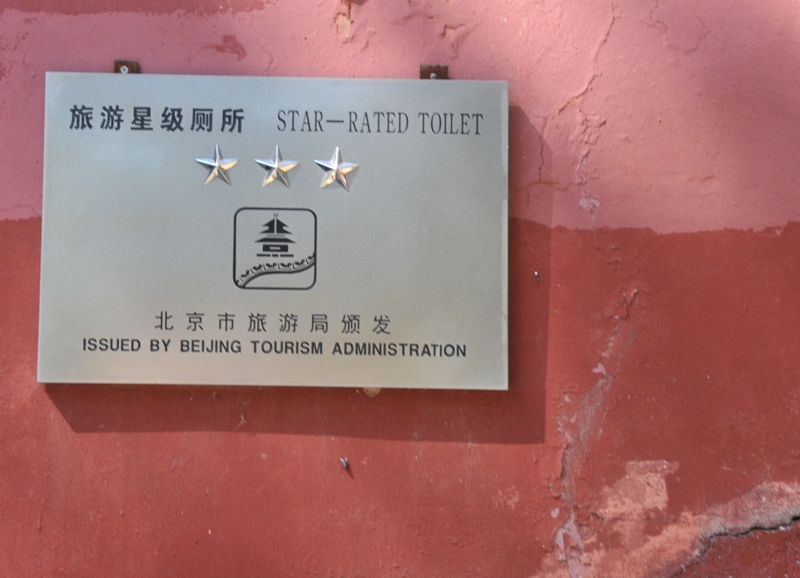 旅游星级厕所 STAR—RATED TOILET
北京市旅游局颁发
ISSUED BY BEIJING TOURISM ADMINISTRATION